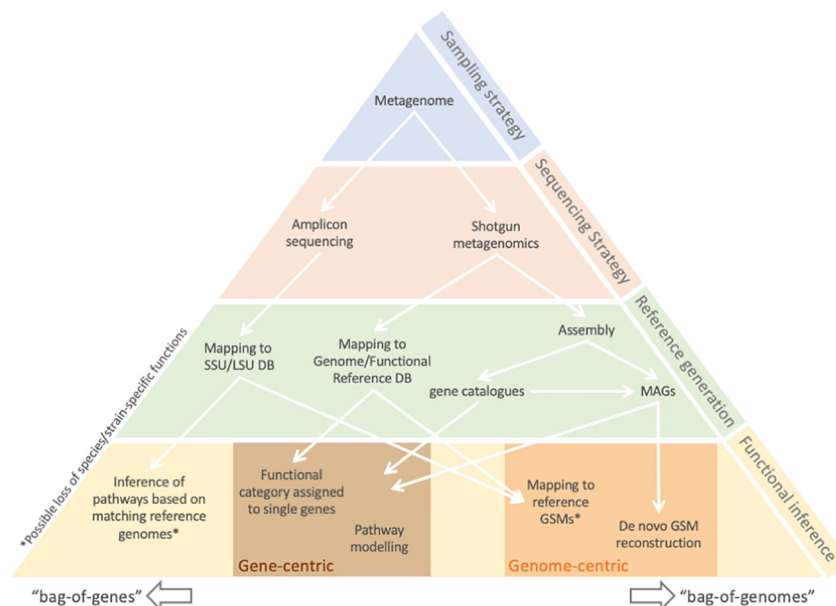 Sampling strategy
Metagenome
Sequencing Strategy
Amplicon
sequencing
Shotgun
metagenomics
Reference generation
Mapping to
SSU/LSU DB
Mapping to
Genome/Functional
Reference DB
Assembly
gene catalogues
MAGs
*Possible loss of species/strain-specific functions
Functional inference
Inference of
pathways based on
matching reference
genomes*
Functional
category assigned
to single genes
Pathway
modelling
Gene-centric
Mapping to
reference
GSMs*
De novo GSM
reconstruction
Genome-centric
“bag-of-genes”
“bag-of-genomes”